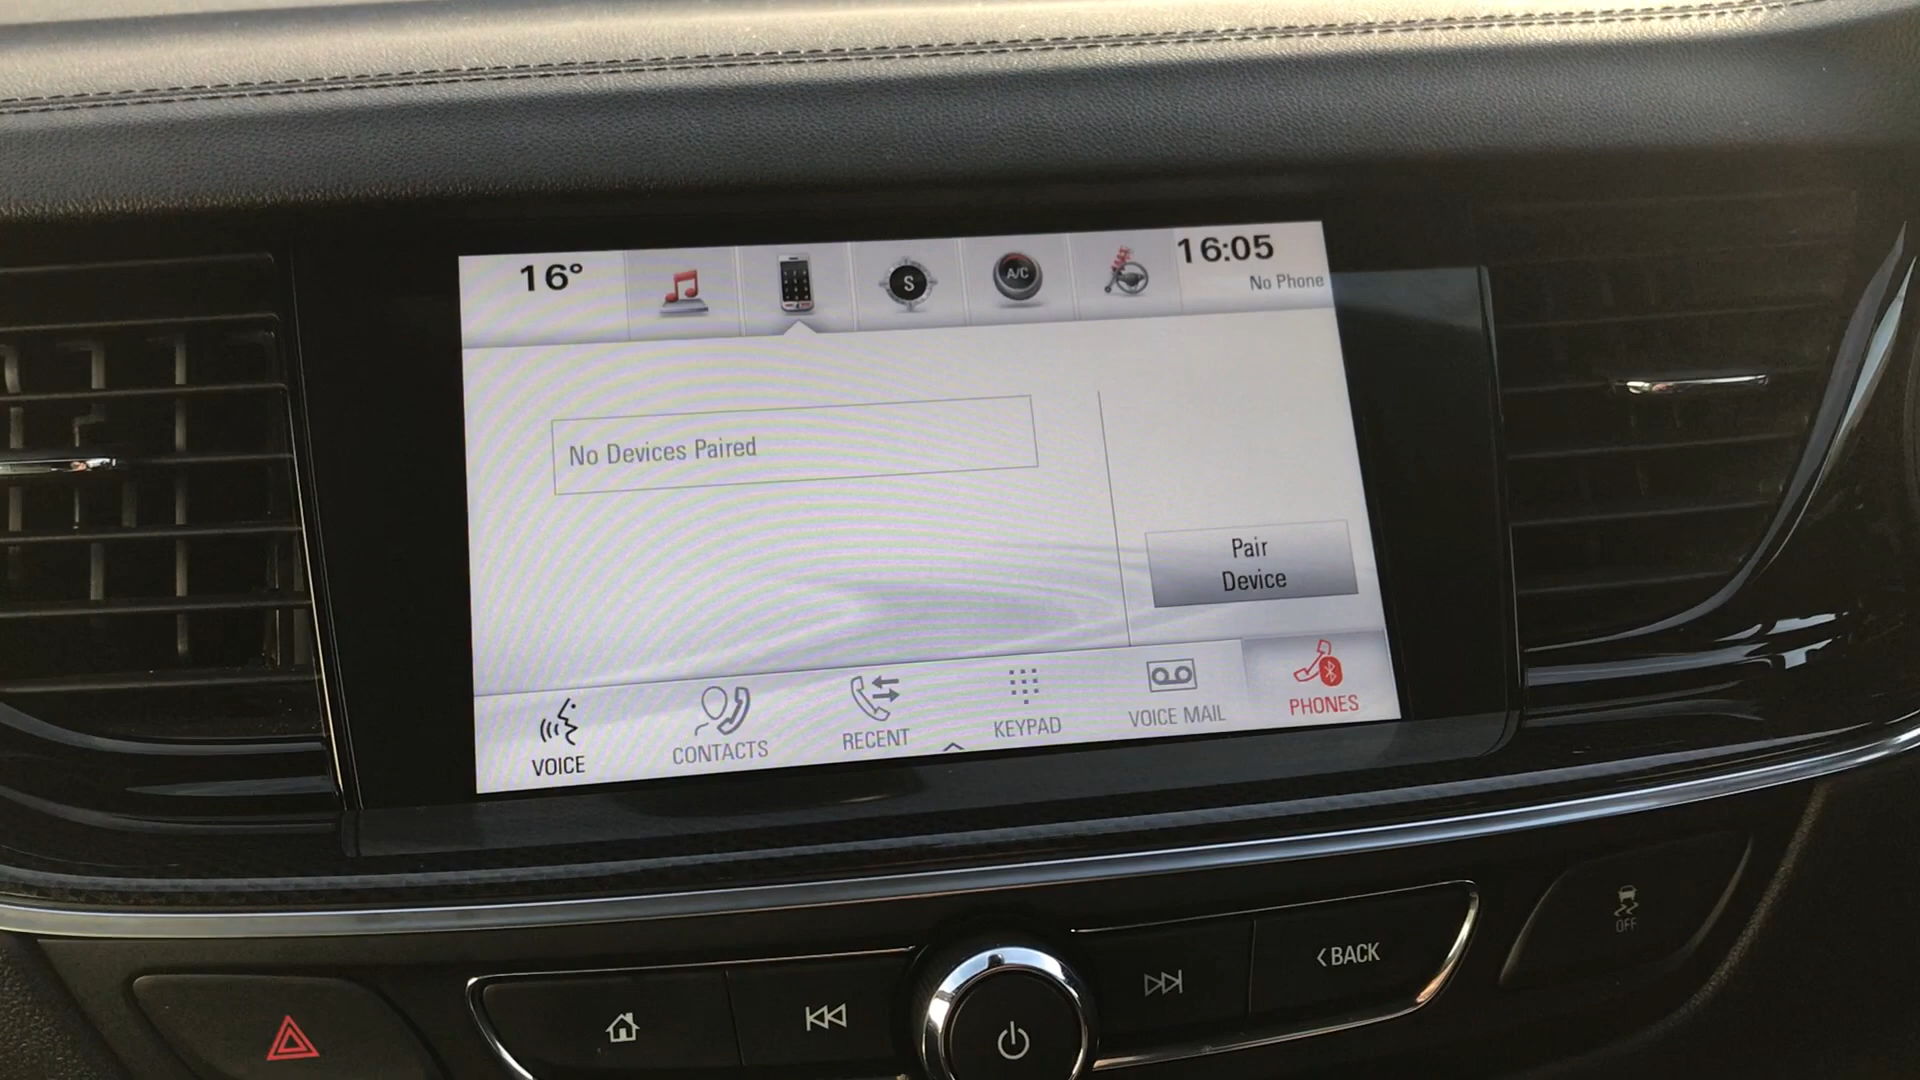 16°
S
A/C
16:05
No Phone
No Devices Paired
Pair
Device
VOICE
CONTACTS
RECENT
KEYPAD
VOICE MAIL
PHONES
BACK
OFF